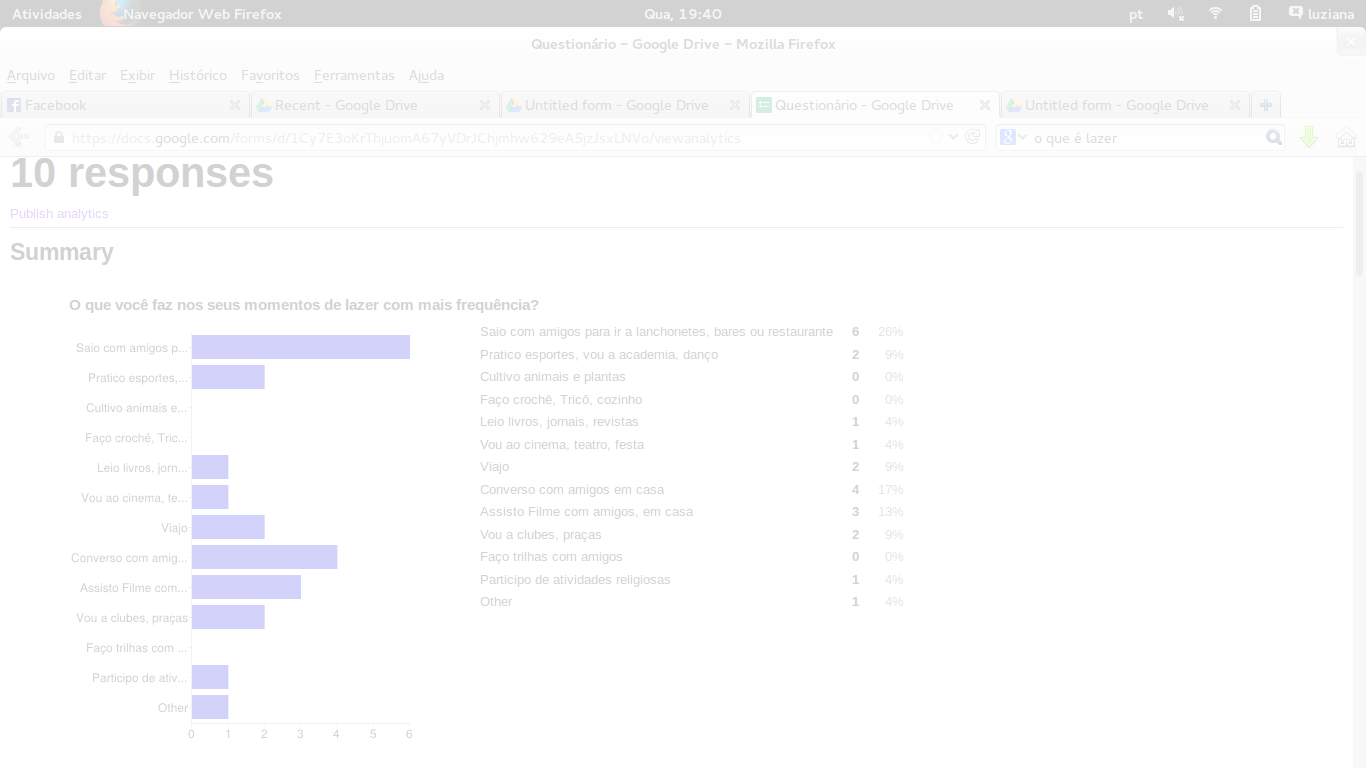 Atividades Navegador Web Firefox Qua, 19:40 pt luziana
Questionário - Google Drive - Mozilla Firefox
Arquivo Editar Exibir Histórico Favoritos Ferramentas Ajuda
Facebook Recent - Google Drive Untitled form - Google Drive Questionário - Google Drive Untitled form - Google Drive
https://docs.google.com/forms/d/1Cy7E3oKrThjuomA67yVDrJChjmhw629eA5jzJsxLNVo/viewanalytics o que é lazer
10 responses
Publish analytics
Summary
O que você faz nos seus momentos de lazer com mais frequência?
Saio com amigos p...
Pratico esportes,...
Cultivo animais e...
Faço crochê, Tric...
Leio livros, jorn...
Vou ao cinema, te...
Viajo
Converso com amig...
Assisto Filme com...
Vou a clubes, praças
Faço trilhas com ...
Participo de ativ...
Other
0 1 2 3 4 5 6
Saio com amigos para ir a lanchonetes, bares ou restaurante 6 26%
Pratico esportes, vou a academia, danço 2 9%
Cultivo animais e plantas 0 0%
Faço crochê, Tricô, cozinho 0 0%
Leio livros, jornais, revistas 1 4%
Vou ao cinema, teatro, festa 1 4%
Viajo 2 9%
Converso com amigos em casa 4 17%
Assisto Filme com amigos, em casa 3 13%
Vou a clubes, praças 2 9%
Faço trilhas com amigos 0 0%
Participo de atividades religiosas 1 4%
Other 1 4%